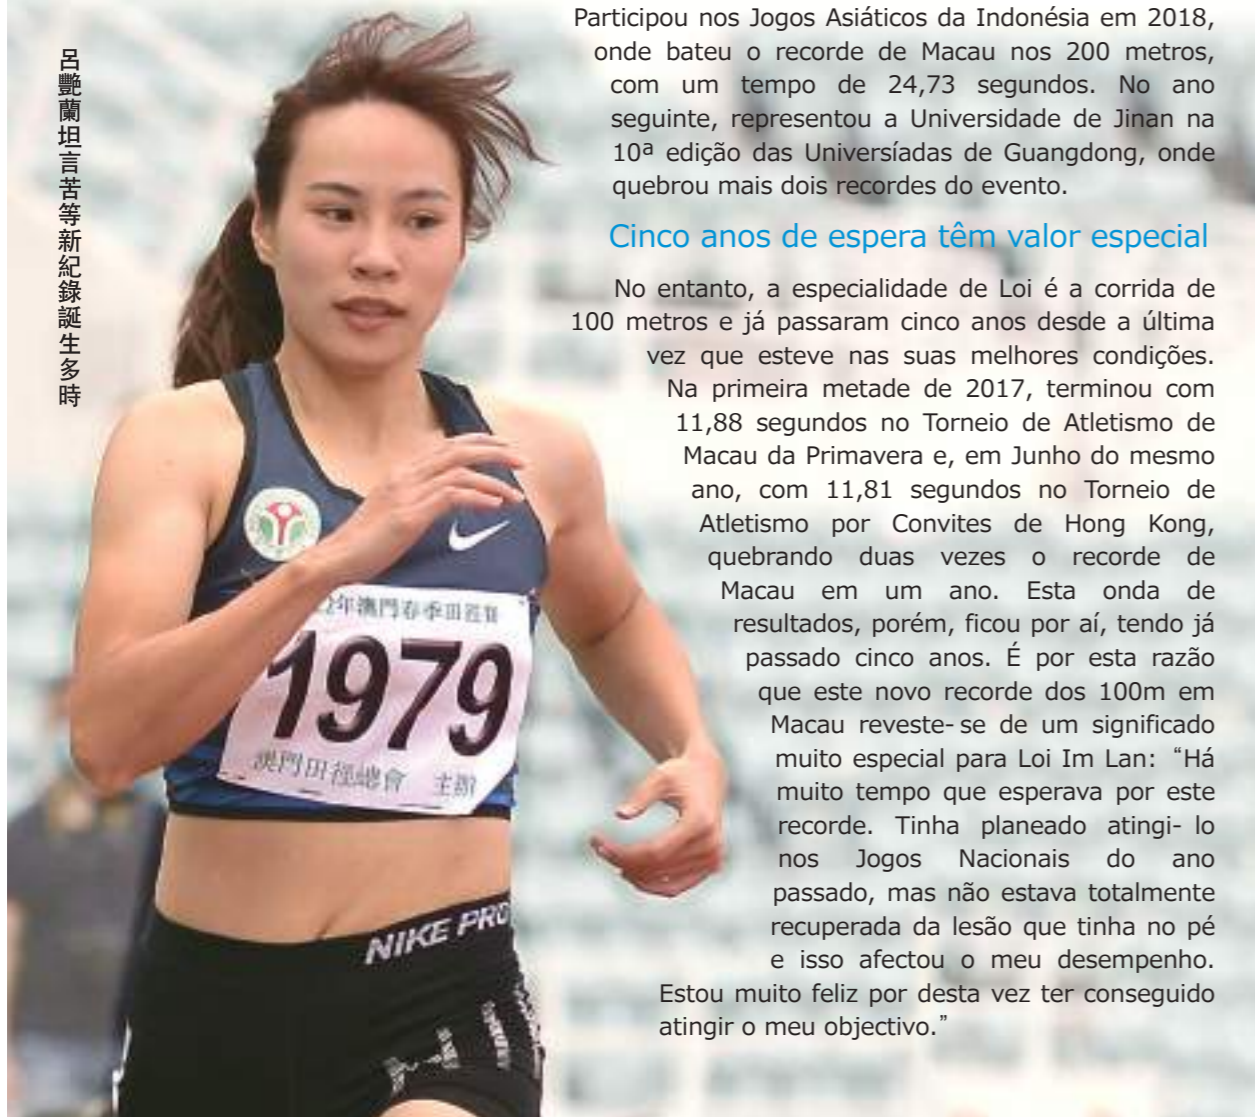 呂艷蘭坦言苦等新紀錄誕生多時
Participou nos Jogos Asiáticos da Indonésia em 2018,
onde bateu o recorde de Macau nos 200 metros,
com um tempo de 24,73 segundos. No ano
seguinte, representou a Universidade de Jinan na
10ª edição das Universíadas de Guangdong, onde
quebrou mais dois recordes do evento.
Cinco anos de espera têm valor especial
No entanto, a especialidade de Loi é a corrida de
100 metros e já passaram cinco anos desde a última
vez que esteve nas suas melhores condições.
Na primeira metade de 2017, terminou com
11,88 segundos no Torneio de Atletismo de
Macau da Primavera e, em Junho do mesmo
ano, com 11,81 segundos no Torneio de
Atletismo por Convites de Hong Kong,
quebrando duas vezes o recorde de
Macau em um ano. Esta onda de
resultados, porém, ficou por aí, tendo já
passado cinco anos. É por esta razão
que este novo recorde dos 100m em
Macau reveste- se de um significado
muito especial para Loi Im Lan: “Há
muito tempo que esperava por este
recorde. Tinha planeado atingi- lo
nos Jogos Nacionais do ano
passado, mas não estava totalmente
recuperada da lesão que tinha no pé
e isso afectou o meu desempenho.
Estou muito feliz por desta vez ter conseguido
atingir o meu objectivo.”
年澳門春季田徑賽
1979
澳門田徑總會 主辦
NIKE PRO